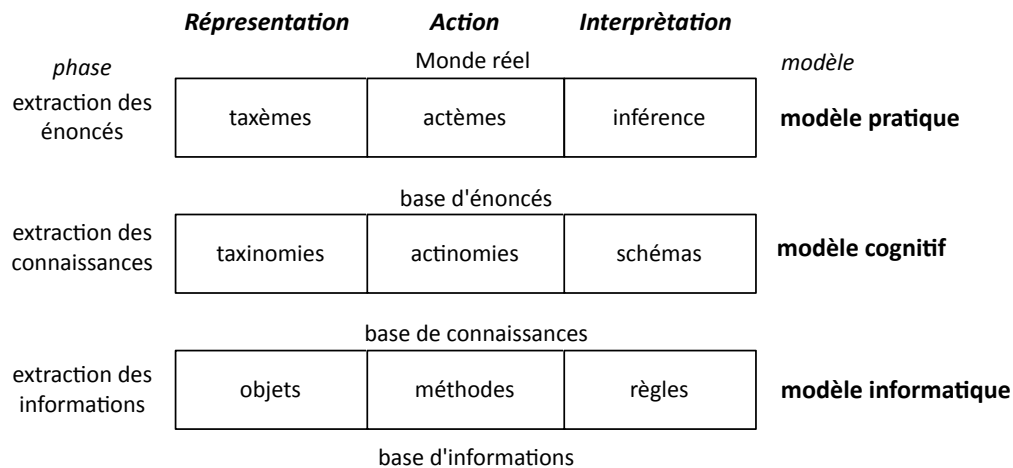 Répresentation Action Interprètation
Monde réel
phase modèle
extraction des
énoncés
taxèmes actèmes inférence
modèle pratique
base d'énoncés
extraction des
connaissances
taxinomies actinomies schémas
modèle cognitif
base de connaissances
extraction des
informations
objets méthodes règles
modèle informatique
base d'informations